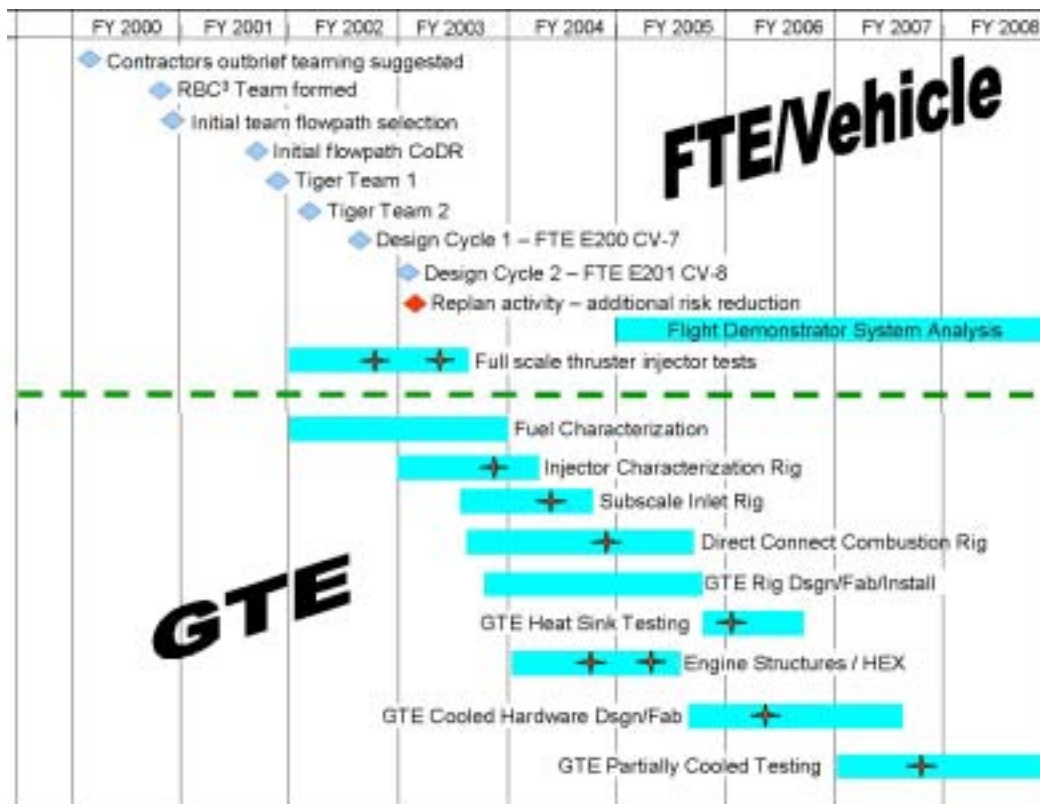 FY 2000 FY 2001 FY 2002 FY 2003 FY 2004 FY 2005 FY 2006 FY 2007 FY 2008
Contractors outbrief teaming suggested
RBC³ Team formed
Initial team flowpath selection
Initial flowpath CoDR
Tiger Team 1
Tiger Team 2
FTE/Vehicle
Design Cycle 1 – FTE E200 CV-7
Design Cycle 2 – FTE E201 CV-8
Replan activity – additional risk reduction
Flight Demonstrator System Analysis
Full scale thruster injector tests
Fuel Characterization
Injector Characterization Rig
Subscale Inlet Rig
Direct Connect Combustion Rig
GTE Rig Dsgn/Fab/Install
GTE
GTE Heat Sink Testing
Engine Structures / HEX
GTE Cooled Hardware Dsgn/Fab
GTE Partially Cooled Testing